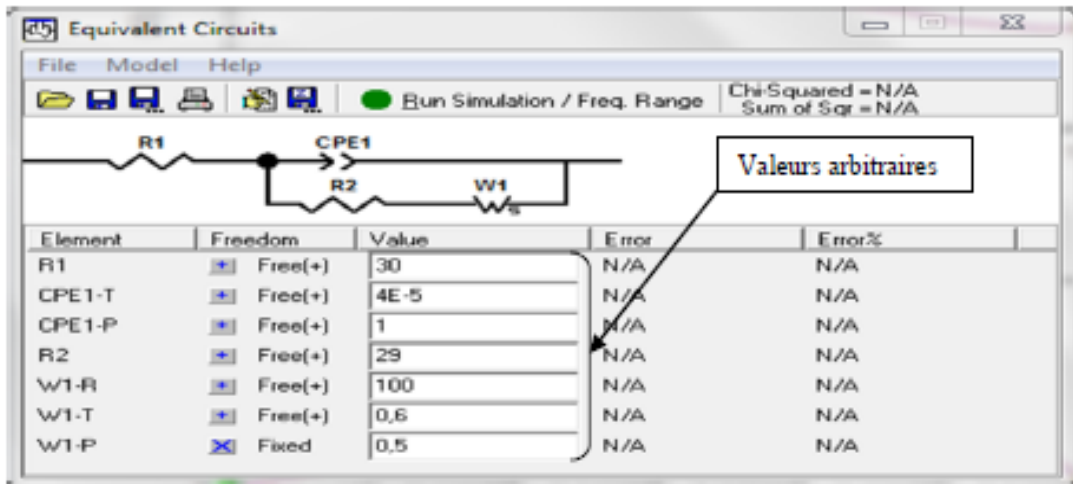 Equivalent Circuits
File Model Help
Run Simulation / Freq. Range
Chi-Squared = N/A
Sum of Sqr = N/A
R1
CPE1
R2
W1
s
Valeurs arbitraires
Element Freedom Value Error Error%
R1 Free(+) 30 N/A N/A
CPE1-T Free(+) 4E-5 N/A N/A
CPE1-P Free(+) 1 N/A N/A
R2 Free(+) 29 N/A N/A
W1-R Free(+) 100 N/A N/A
W1-T Free(+) 0,6 N/A N/A
W1-P Fixed 0,5 N/A N/A